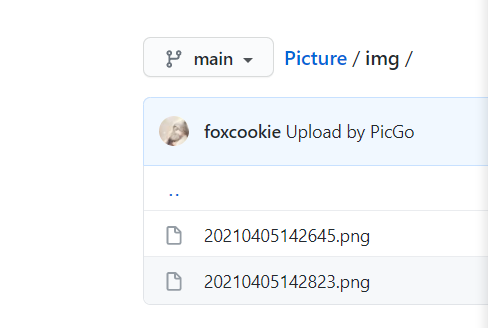 main Picture / img /
foxcookie Upload by PicGo
..
20210405142645.png
20210405142823.png